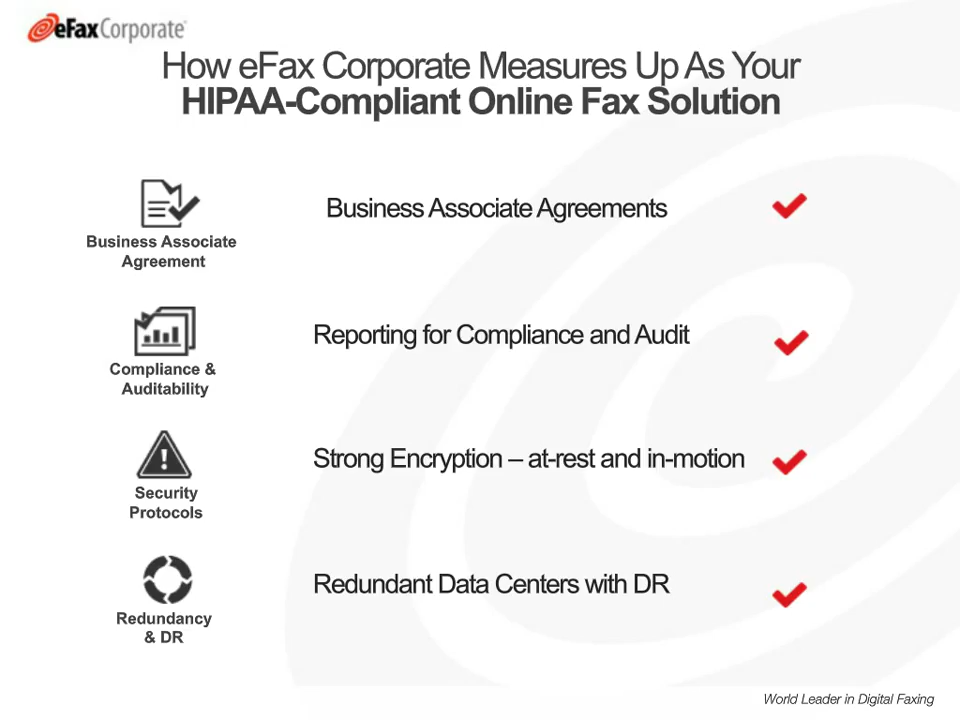 eFaxCorporate®
How eFax Corporate Measures Up As Your
HIPAA-Compliant Online Fax Solution
Business Associate
Agreement
Business Associate Agreements
Compliance &
Auditability
Reporting for Compliance and Audit
Security
Protocols
Strong Encryption – at-rest and in-motion
Redundancy
& DR
Redundant Data Centers with DR
World Leader in Digital Faxing